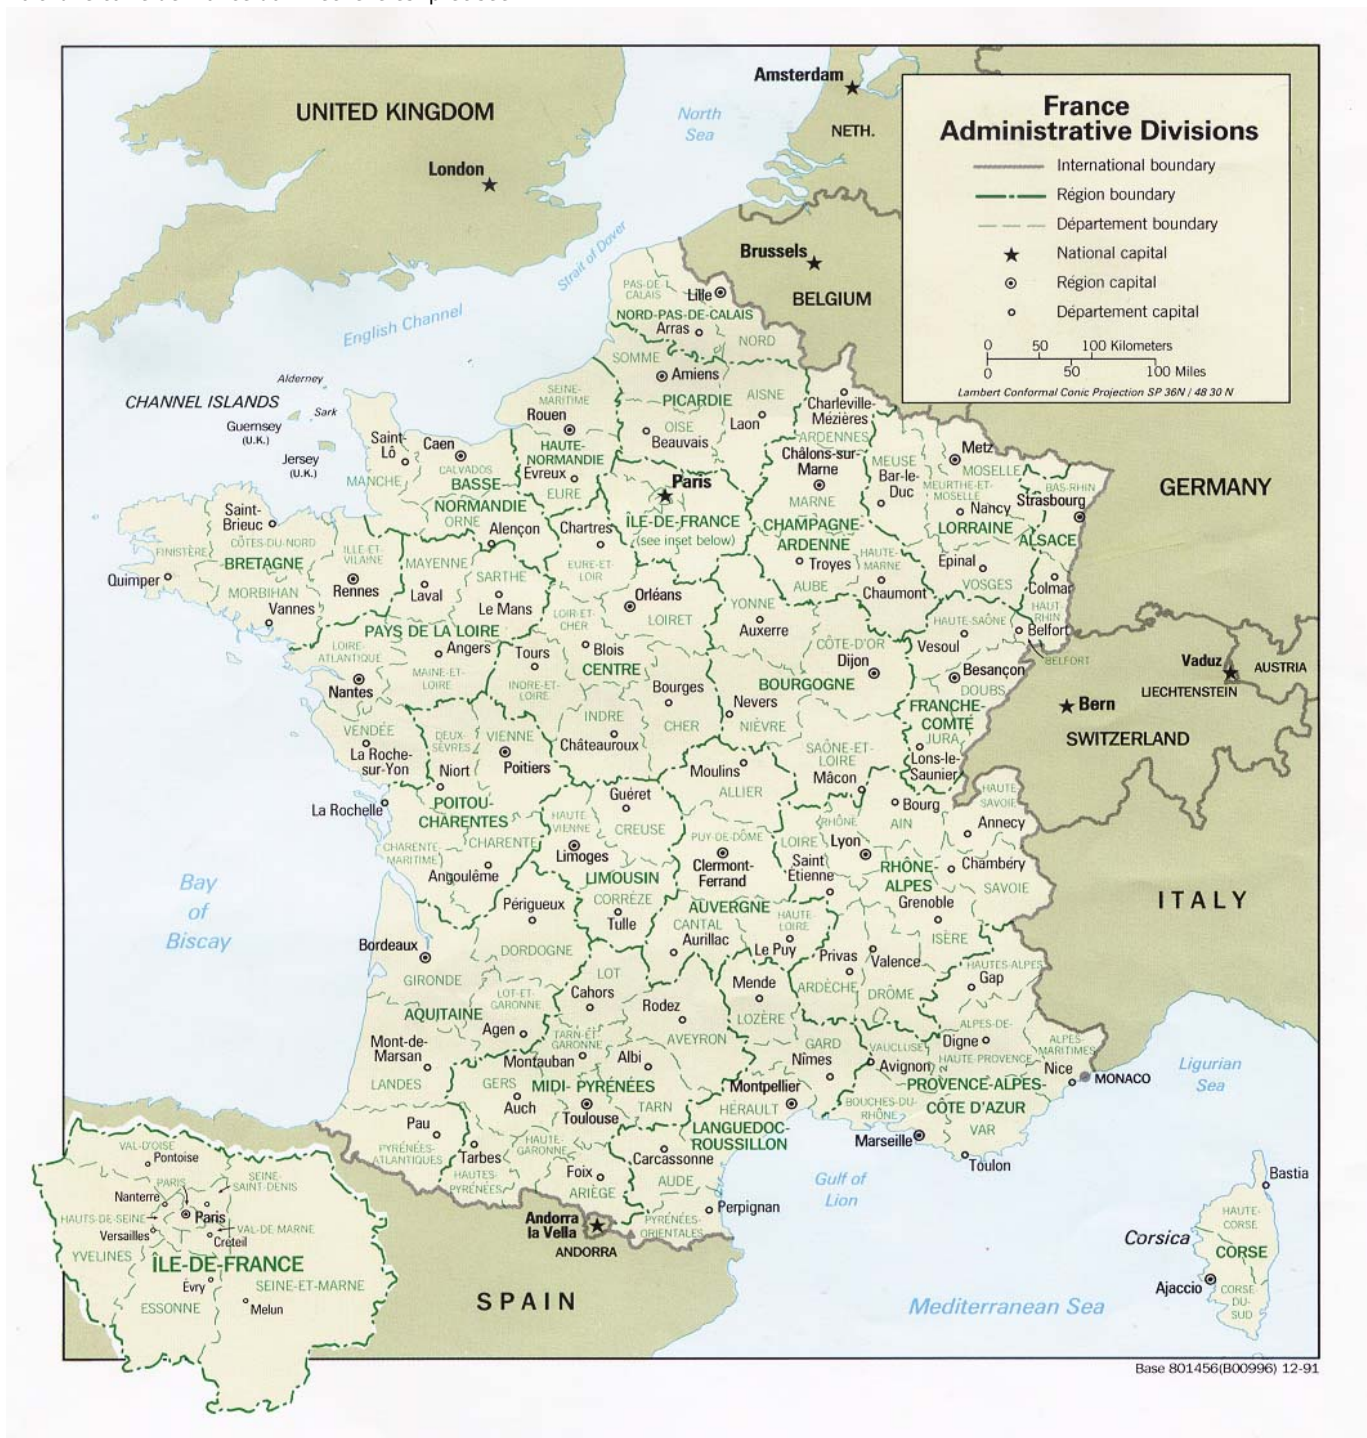 UNITED KINGDOM
London
North
Sea
Amsterdam
NETH.
France
Administrative Divisions
International boundary
Région boundary
Département boundary
National capital
Région capital
Département capital
0 50 100 Kilometers
0 50 100 Miles
Lambert Conformal Conic Projection SP 36N / 48 30 N
Strait of Dover
English Channel
Brussels
BELGIUM
PAS-DE-
CALAIS
Lille
NORD-PAS-DE-CALAIS
Arras
NORD
SOMME
Amiens
PICARDIE
AISNE
OISE
Beauvais
Laon
Alderney
CHANNEL ISLANDS
Sark
Guernsey
(U.K.)
Jersey
(U.K.)
SEINE-
MARITIME
Rouen
HAUTE-
NORMANDIE
Evreux
EURE
Saint-
Lô
Caen
CALVADOS
MANCHE
BASSE-
NORMANDIE
ORNE
Alençon
Charleville-
Mézières
ARDENNES
Châlons-sur-
Marne
MARNE
CHAMPAGNE-
ARDENNE
Troyes
AUBE
HAUTE-
MARNE
Chaumont
Metz
MOSELLE
MEUSE
Bar-le-
Duc
MEURTHE-ET-
MOSELLE
Nancy
LORRAINE
Epinal
VOSGES
BAS-RHIN
Strasbourg
ALSACE
Colmar
HAUT-
RHIN
GERMANY
Paris
ÎLE-DE-FRANCE
(see inset below)
Saint-
Brieuc
CÔTES-DU-NORD
FINISTÈRE
BRETAGNE
ILLE-ET-
VILAINE
Quimper
MORBIHAN
Vannes
Rennes
MAYENNE
Laval
SARTHE
Le Mans
PAYS DE LA LOIRE
LOIRE-
ATLANTIQUE
Angers
MAINE-ET-
LOIRE
Nantes
VENDÉE
La Roche-
sur-Yon
Chartres
EURE-ET-
LOIR
Orléans
LOIRET
LOIR-ET-
CHER
Blois
Tours
INDRE-ET-
LOIRE
CENTRE
Bourges
CHER
INDRE
Châteauroux
YONNE
Auxerre
CÔTE-D'OR
Dijon
BOURGOGNE
Nevers
NIÈVRE
SAÔNE-ET-
LOIRE
Mâcon
HAUTE-SAÔNE
Vesoul
Belfort
BELFORT
Besançon
DOUBS
FRANCHE-
COMTÉ
JURA
Lons-le-
Saunier
Vaduz
AUSTRIA
LIECHTENSTEIN
Bern
SWITZERLAND
DEUX-
SÈVRES
VIENNE
Niort
Poitiers
La Rochelle
POITOU-
CHARENTES
CHARENTE
MARITIME
CHARENTE
Angoulême
Guéret
HAUTE
VIENNE
CREUSE
Limoges
LIMOUSIN
CORRÈZE
Tulle
Moulins
ALLIER
PUY-DE-DÔME
Clermont-
Ferrand
AUVERGNE
CANTAL
Aurillac
HAUTE
LOIRE
Le Puy
Bourg
AIN
RHÔNE
LOIRE
Lyon
Saint
Étienne
RHÔNE-
ALPES
HAUTE
SAVOIE
Annecy
Chambéry
SAVOIE
Grenoble
ISÈRE
Privas
Valence
ARDÈCHE
DRÔME
ITALY
Bay
of
Biscay
Périgueux
DORDOGNE
Bordeaux
GIRONDE
LOT-ET-
GARONNE
AQUITAINE
Agen
Mont-de-
Marsan
LANDES
Pau
PYRÉNÉES-
ATLANTIQUES
LOT
Cahors
Rodez
AVEYRON
TARN-ET-
GARONNE
Montauban
Albi
GERS
MIDI- PYRÉNÉES
Auch
Toulouse
TARN
HAUTE-
GARONNE
Tarbes
HAUTES-
PYRÉNÉES
Foix
ARIÈGE
Mende
LOZÈRE
GARD
Nîmes
Montpellier
HÉRAULT
LANGUEDOC-
ROUSSILLON
Carcassonne
AUDE
Perpignan
PYRÉNÉES-
ORIENTALES
HAUTES-ALPES
Gap
ALPES-DE-
HAUTE-PROVENCE
Digne
ALPES-
MARITIMES
Nice
MONACO
VAUCLUSE
Avignon
PROVENCE-ALPES-
CÔTE D'AZUR
BOUCHES-DU-
RHÔNE
VAR
Marseille
Toulon
Ligurian
Sea
Gulf of
Lion
Andorra
la Vella
ANDORRA
SPAIN
Mediterranean Sea
Bastia
HAUTE-
CORSE
Corsica
CORSE
Ajaccio
CORSE-
DU-
SUD
VAL-D'OISE
Pontoise
PARIS
SEINE-
SAINT-DENIS
Nanterre
HAUTS-DE-SEINE
Paris
VAL-DE-MARNE
Versailles
Créteil
YVELINES
ÎLE-DE-FRANCE
Évry
SEINE-ET-MARNE
ESSONNE
Melun
Base 801456(B00996) 12-91